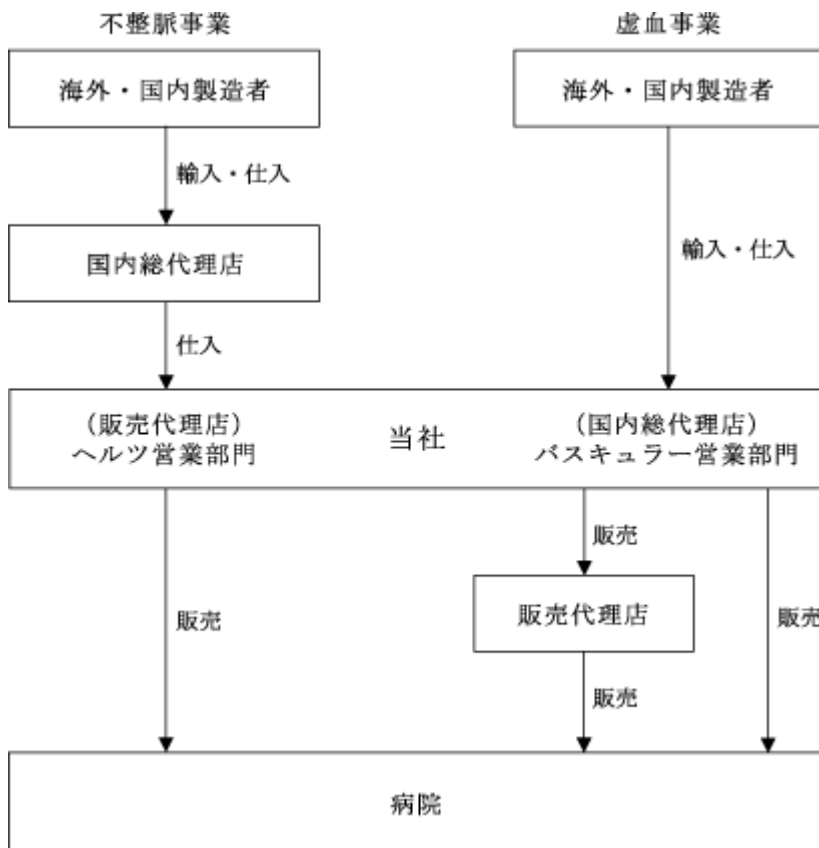 不整脈事業
虚血事業
海外・国内製造者
海外・国内製造者
輸入・仕入
国内総代理店
輸入・仕入
仕入
(販売代理店)
ヘルツ営業部門
当社
(国内総代理店)
バスキュラー営業部門
販売
販売代理店
販売
販売
販売
病院